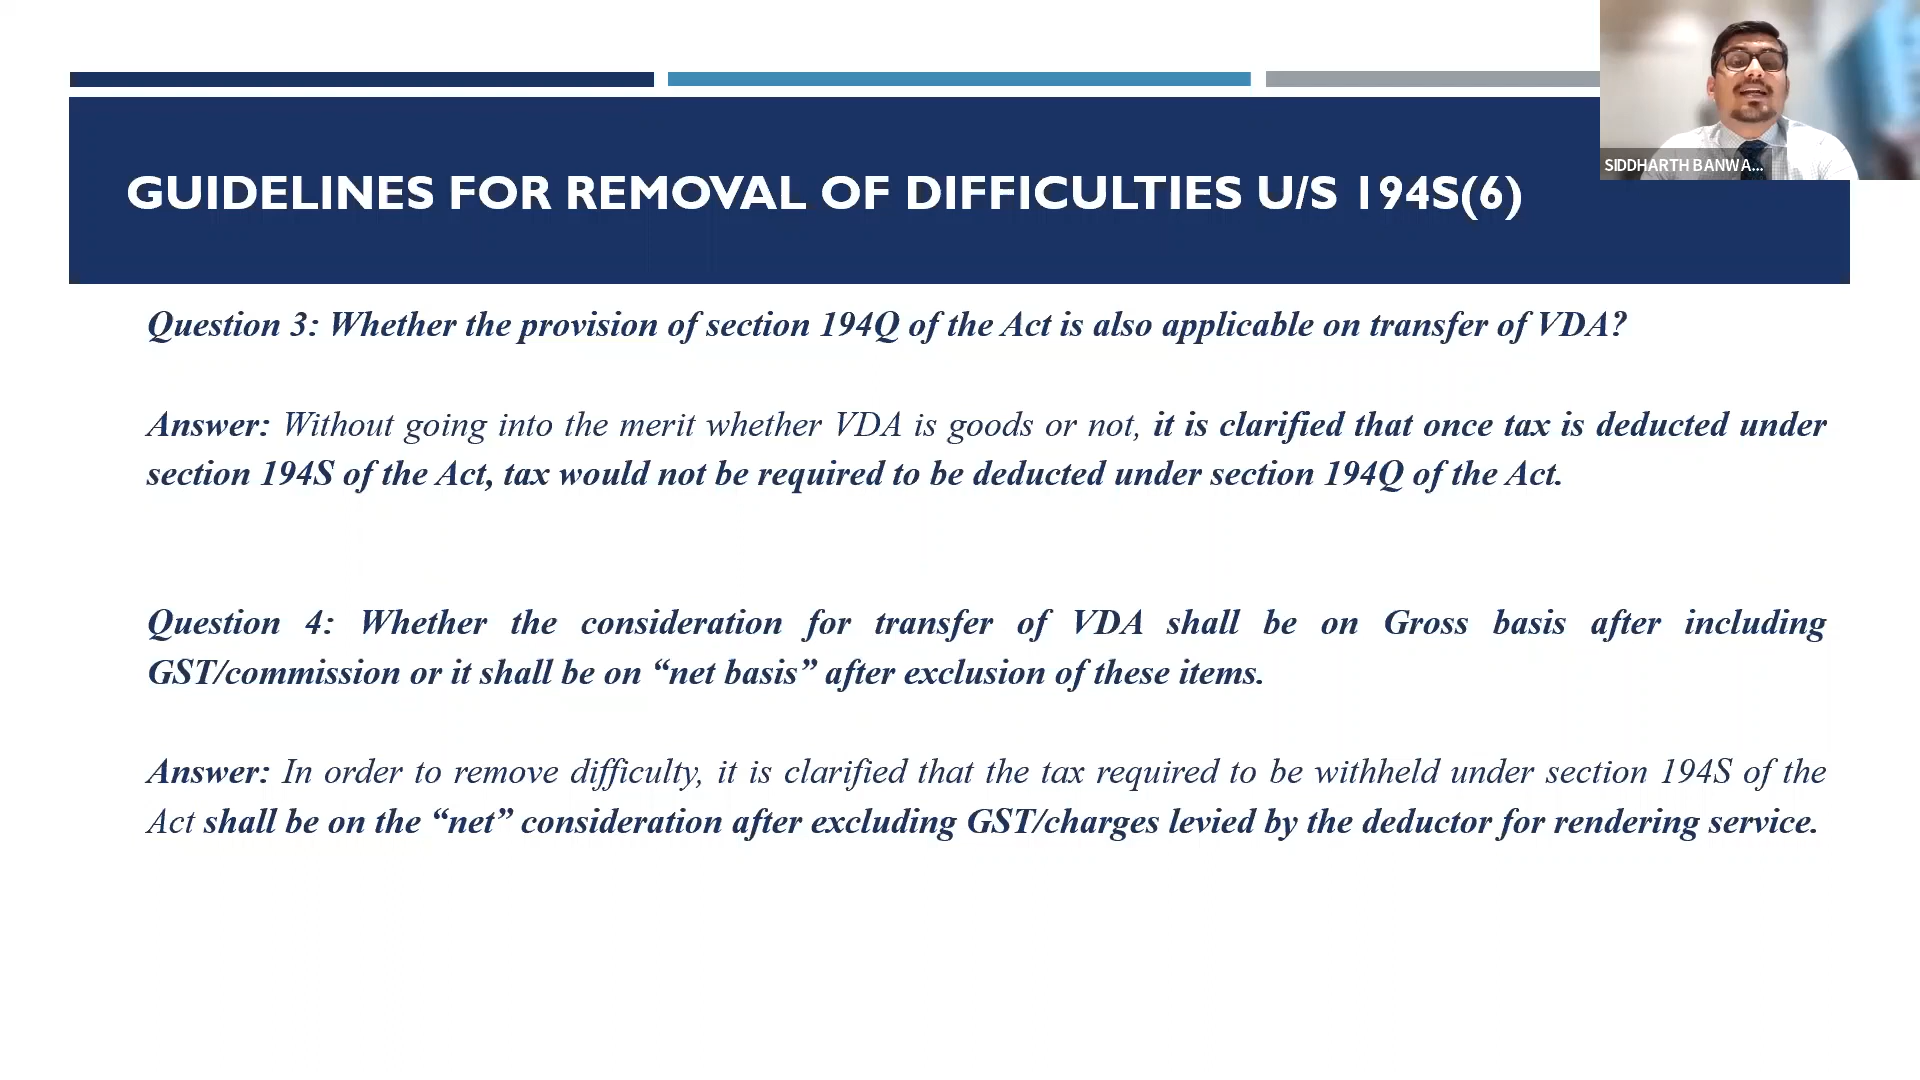 SIDDHARTH BANWA...
GUIDELINES FOR REMOVAL OF DIFFICULTIES U/S 194S(6)
Question 3: Whether the provision of section 194Q of the Act is also applicable on transfer of VDA?
Answer: Without going into the merit whether VDA is goods or not, it is clarified that once tax is deducted under
section 194S of the Act, tax would not be required to be deducted under section 194Q of the Act.
Question 4: Whether the consideration for transfer of VDA shall be on Gross basis after including
GST/commission or it shall be on “net basis” after exclusion of these items.
Answer: In order to remove difficulty, it is clarified that the tax required to be withheld under section 194S of the
Act shall be on the “net” consideration after excluding GST/charges levied by the deductor for rendering service.